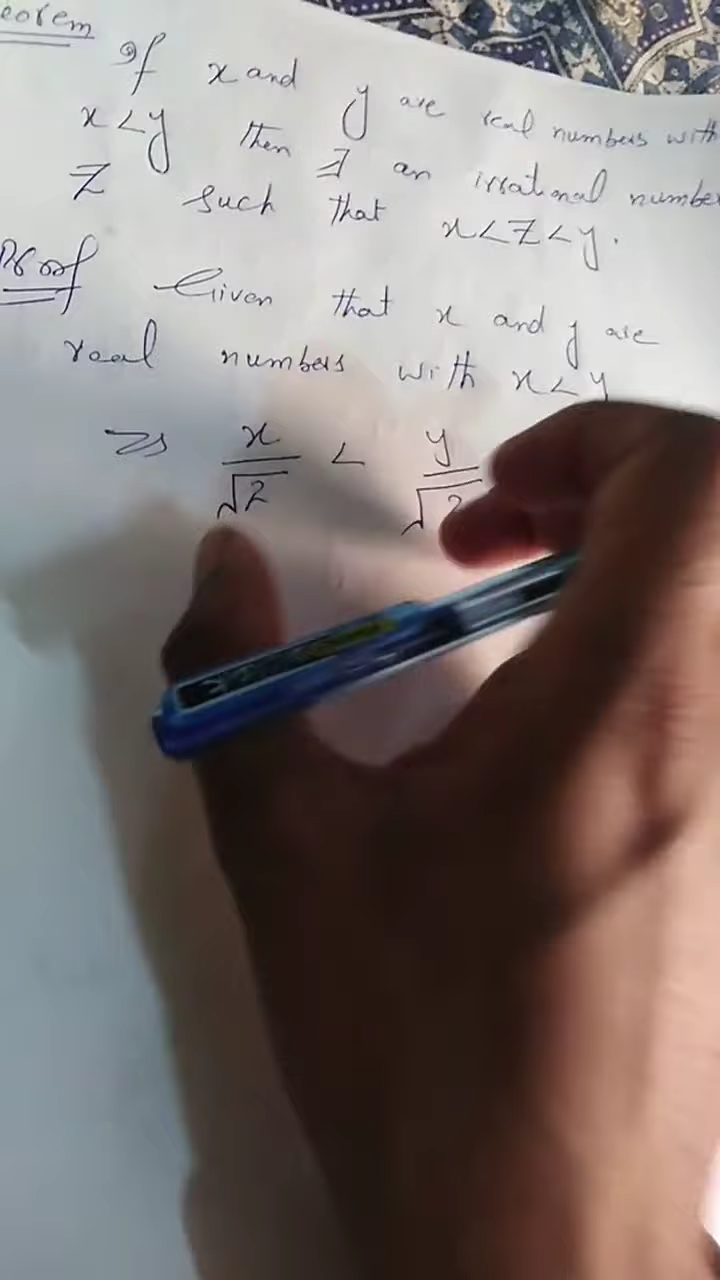 eorem
If x and y are real numbers with
x<y then ∃ an irrational number
Z such that x<Z<y.
Proof Given that x and y are
real numbers with x<y
⇒ x/√2 < y/√2